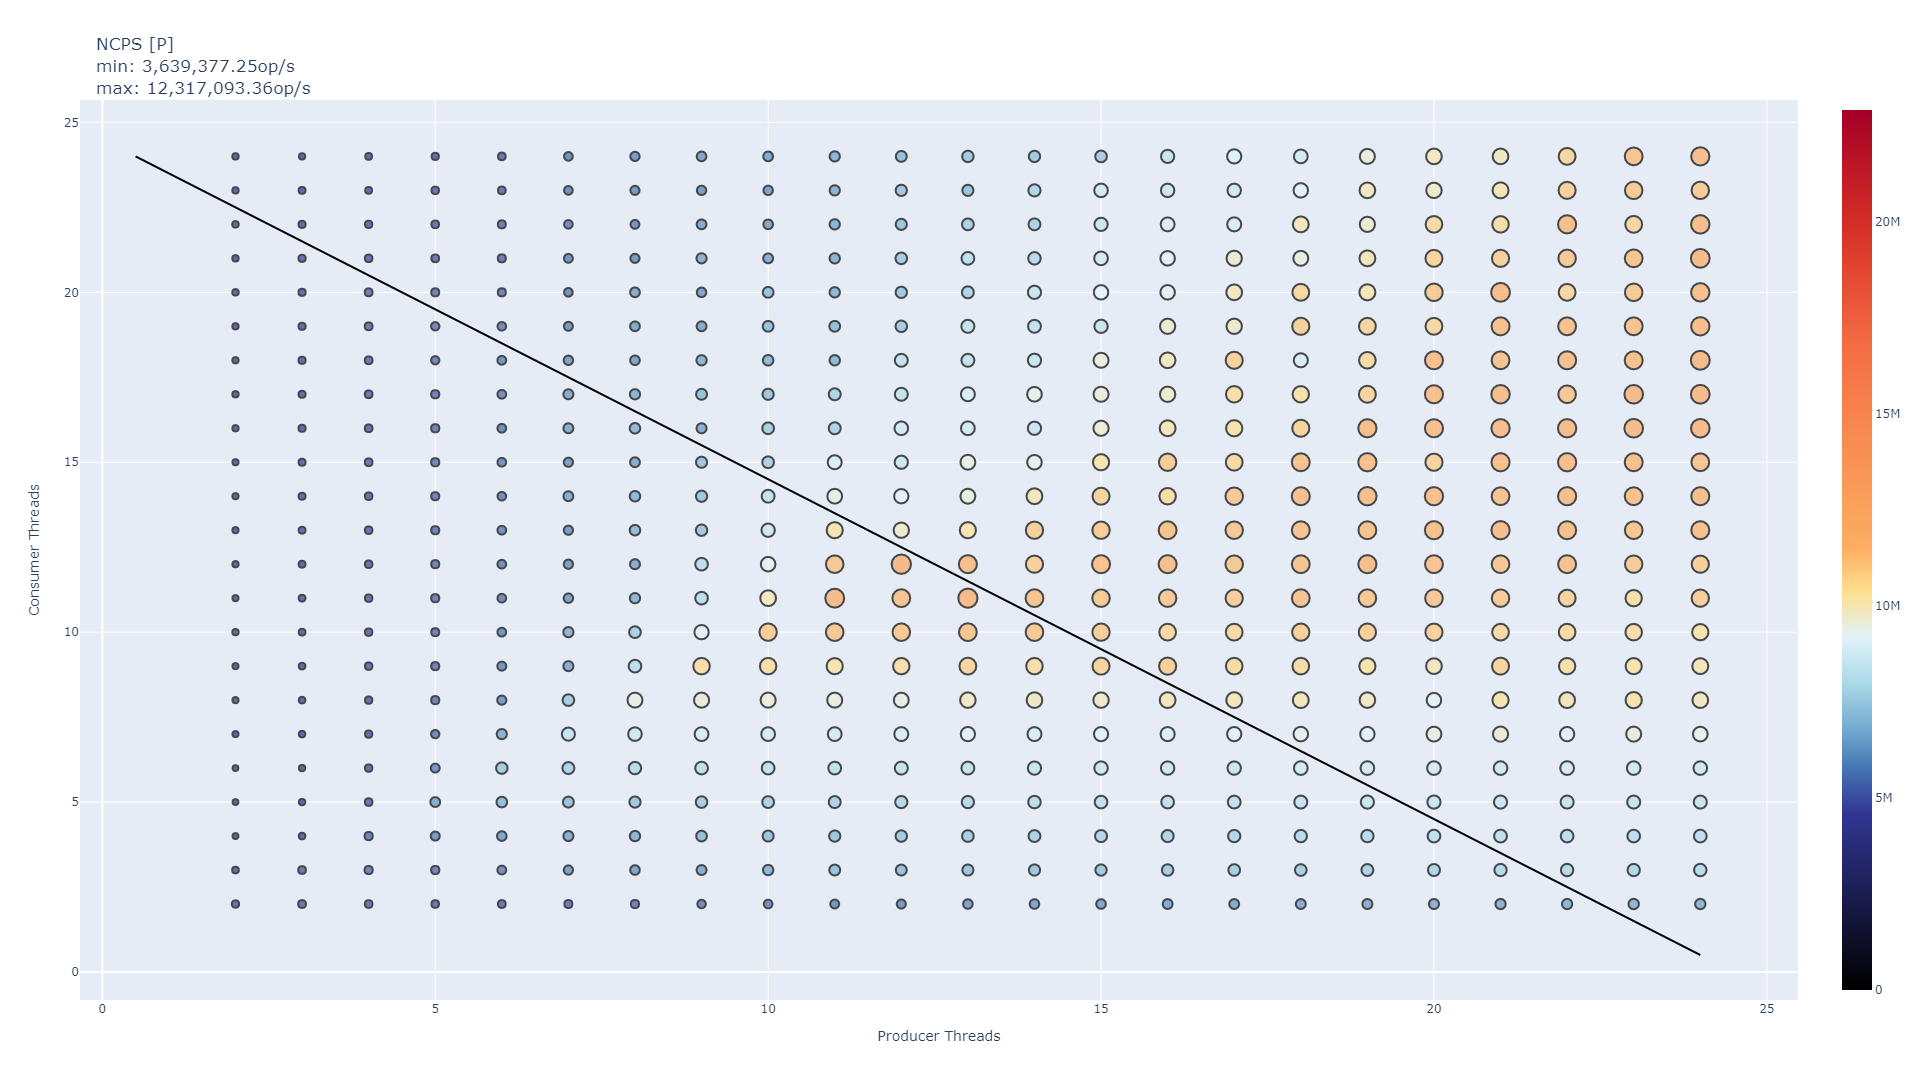 NCPS [P]
min: 3,639,377.25op/s
max: 12,317,093.36op/s
25
20
15
10
5
0
Consumer Threads
0
5
10
15
20
25
Producer Threads
20M
15M
10M
5M
0